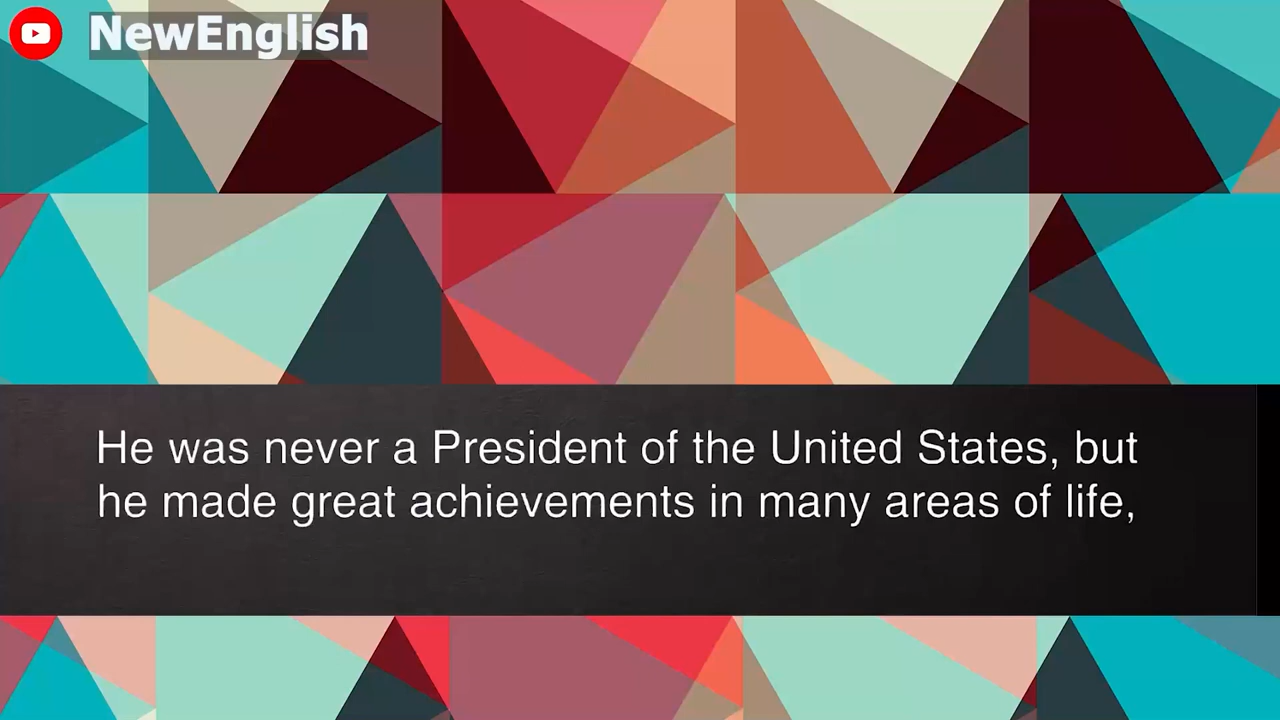 NewEnglish
He was never a President of the United States, but
he made great achievements in many areas of life,